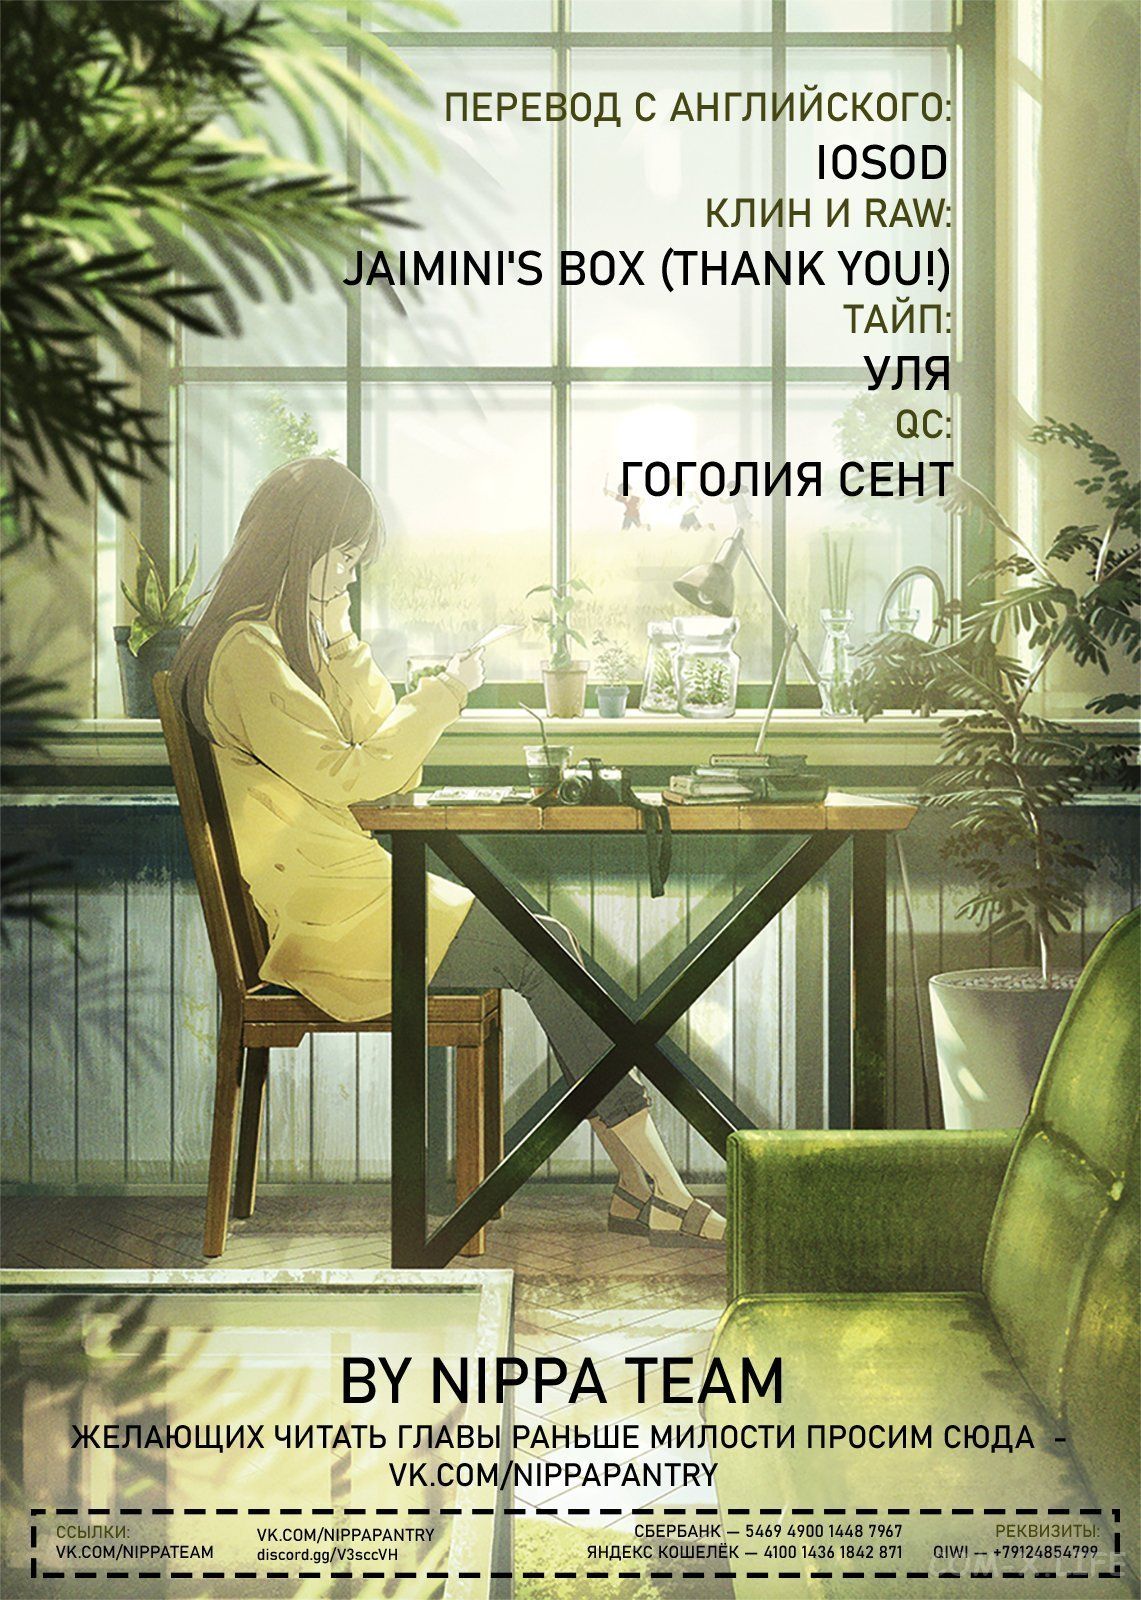 ПЕРЕВОД С АНГЛИЙСКОГО:
IOSOD
КЛИН И RAW:
JAIMINI'S BOX (THANK YOU!)
ТАЙП:
УЛЯ
QC:
ГОГОЛИЯ СЕНТ
BY NIPPA TEAM
ЖЕЛАЮЩИХ ЧИТАТЬ ГЛАВЫ РАНЬШЕ МИЛОСТИ ПРОСИМ СЮДА -
VK.COM/NIPPAPANTRY
ССЫЛКИ:
VK.COM/NIPPATEAM
VK.COM/NIPPAPANTRY
discord.gg/V3sccVH
СБЕРБАНК — 5469 4900 1448 7967
ЯНДЕКС КОШЕЛЁК — 4100 1436 1842 871
РЕКВИЗИТЫ:
QIWI — +79124854799
COM-X.LIFE